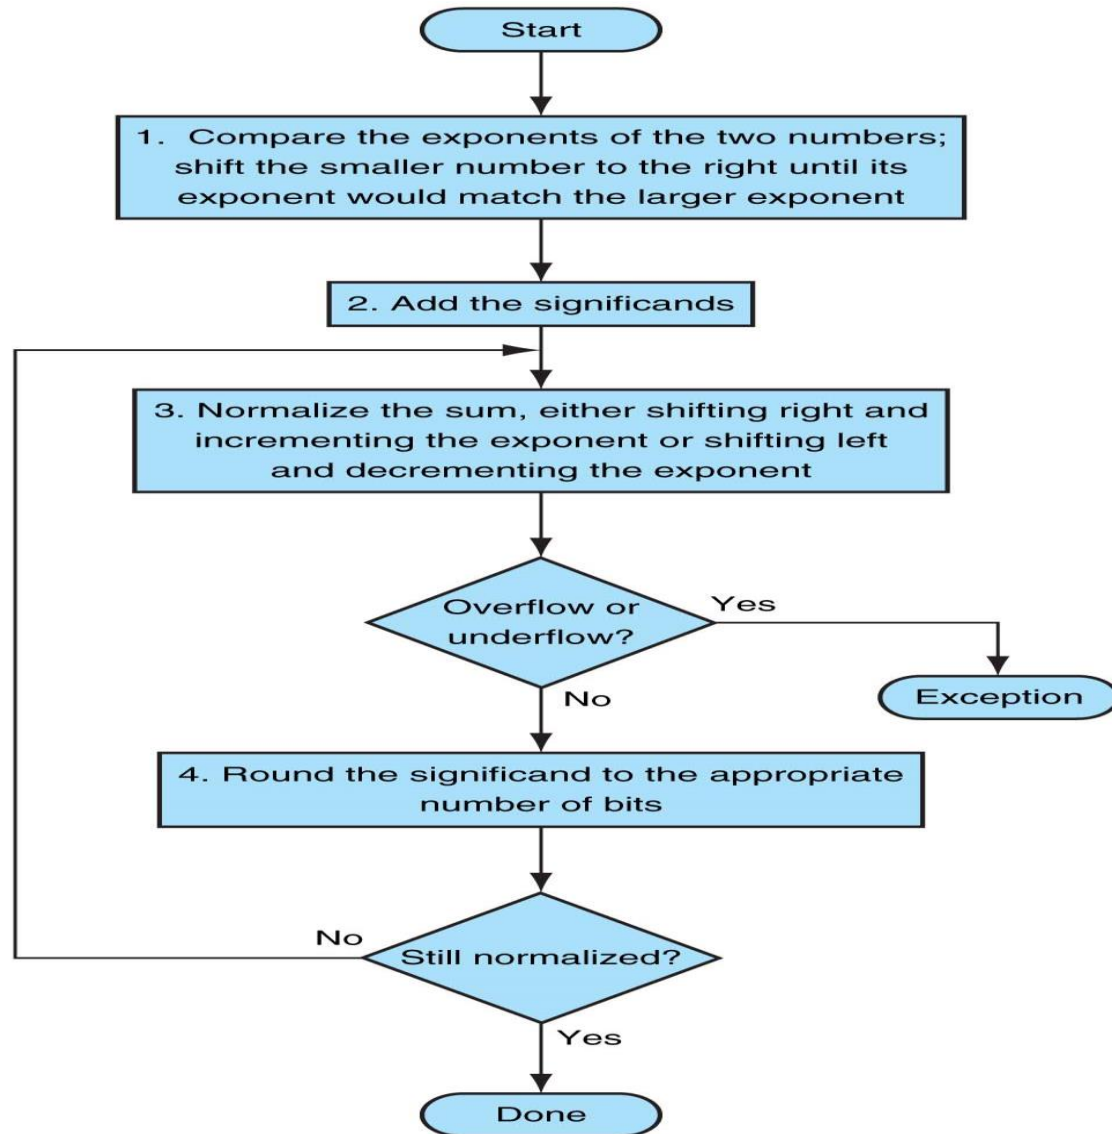 Start
1. Compare the exponents of the two numbers;
shift the smaller number to the right until its
exponent would match the larger exponent
2. Add the significands
3. Normalize the sum, either shifting right and
incrementing the exponent or shifting left
and decrementing the exponent
Overflow or
underflow?
Yes
No
Exception
4. Round the significand to the appropriate
number of bits
No
Still normalized?
Yes
Done